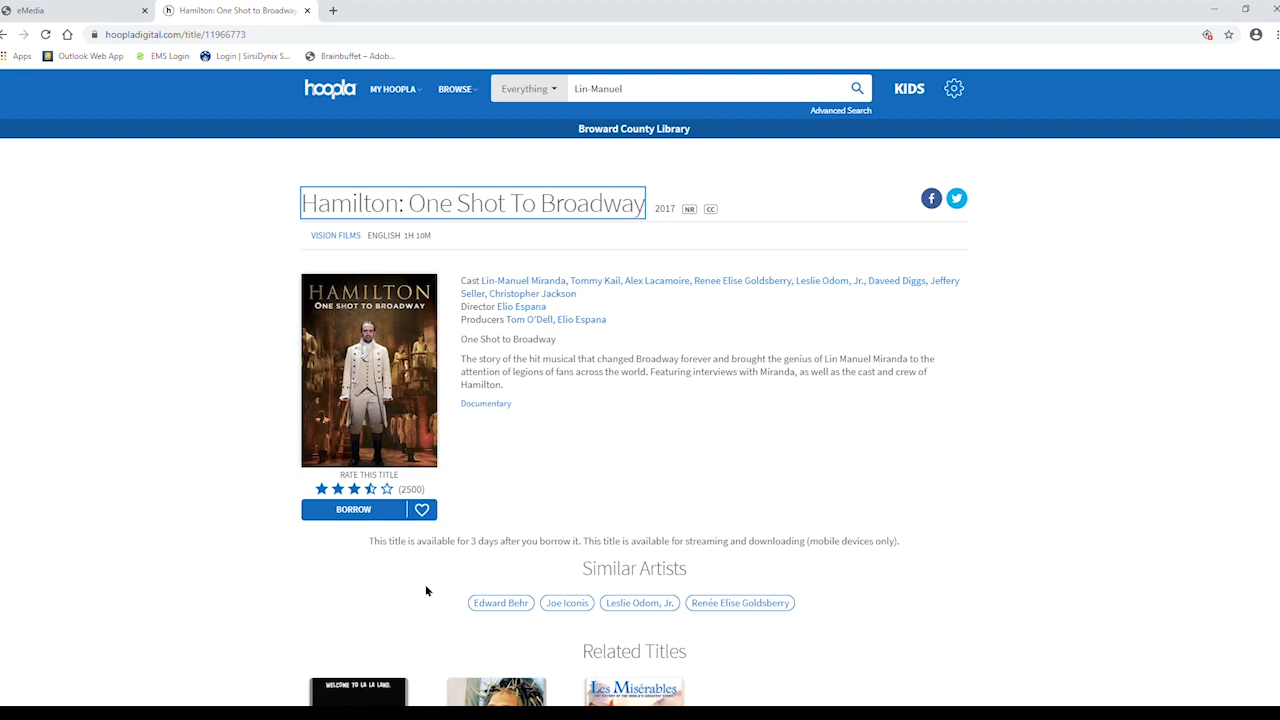 eMedia
Hamilton: One Shot to Broadway
hoopladigital.com/title/11966773
Apps Outlook Web App EMS Login Login | SirsiDynix S... Brainbuffet – Adob...
hoopla MY HOOPLA BROWSE Everything Lin-Manuel KIDS
Advanced Search
Broward County Library
Hamilton: One Shot To Broadway 2017 NR CC
VISION FILMS ENGLISH 1H 10M
HAMILTON
ONE SHOT TO BROADWAY
Cast Lin-Manuel Miranda, Tommy Kail, Alex Lacamoire, Renee Elise Goldsberry, Leslie Odom, Jr., Daveed Diggs, Jeffery
Seller, Christopher Jackson
Director Elio Espana
Producers Tom O'Dell, Elio Espana
One Shot to Broadway
The story of the hit musical that changed Broadway forever and brought the genius of Lin Manuel Miranda to the
attention of legions of fans across the world. Featuring interviews with Miranda, as well as the cast and crew of
Hamilton.
Documentary
RATE THIS TITLE
(2500)
BORROW
This title is available for 3 days after you borrow it. This title is available for streaming and downloading (mobile devices only).
Similar Artists
Edward Behr Joe Iconis Leslie Odom, Jr. Renée Elise Goldsberry
Related Titles
WELCOME TO LA LA LAND.
Les Misérables